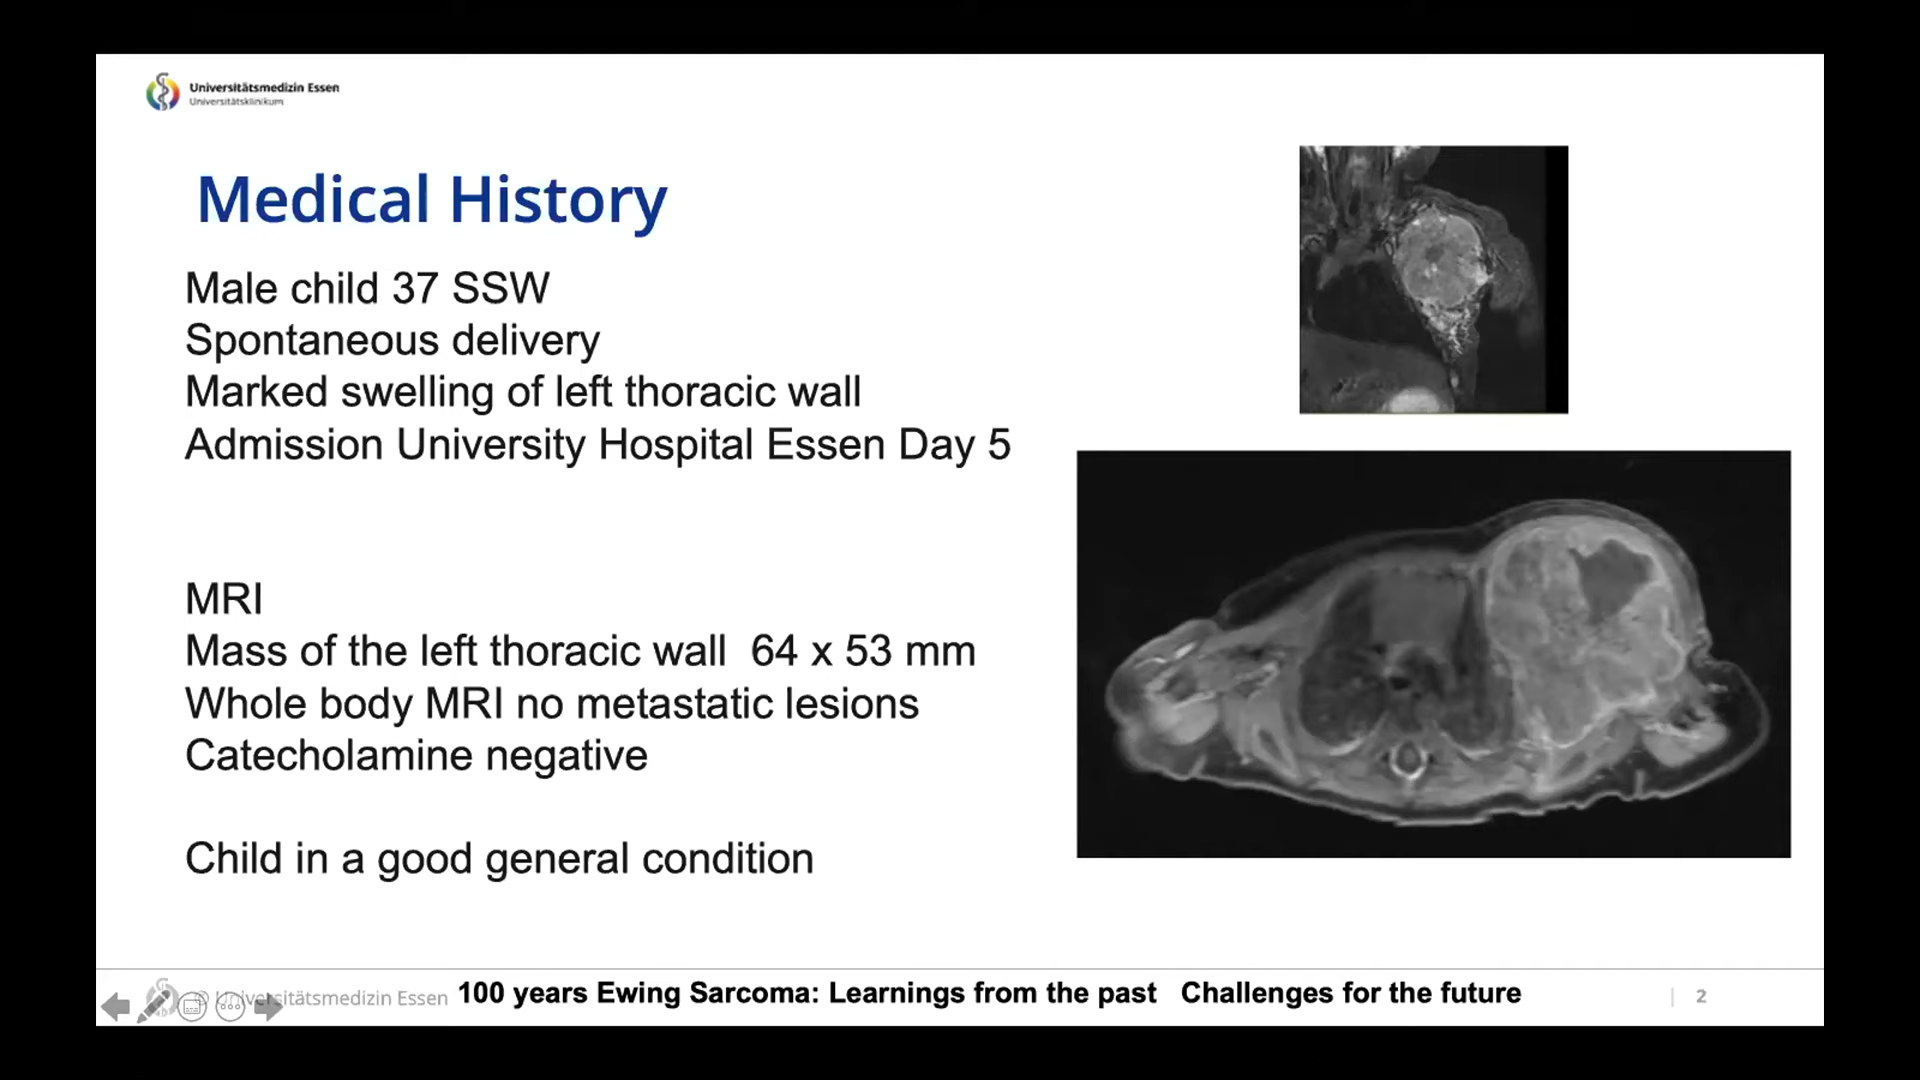 Universitätsmedizin Essen
Universitätsklinikum
Medical History
Male child 37 SSW
Spontaneous delivery
Marked swelling of left thoracic wall
Admission University Hospital Essen Day 5
MRI
Mass of the left thoracic wall 64 x 53 mm
Whole body MRI no metastatic lesions
Catecholamine negative
Child in a good general condition
© Universitätsmedizin Essen 100 years Ewing Sarcoma: Learnings from the past Challenges for the future | 2